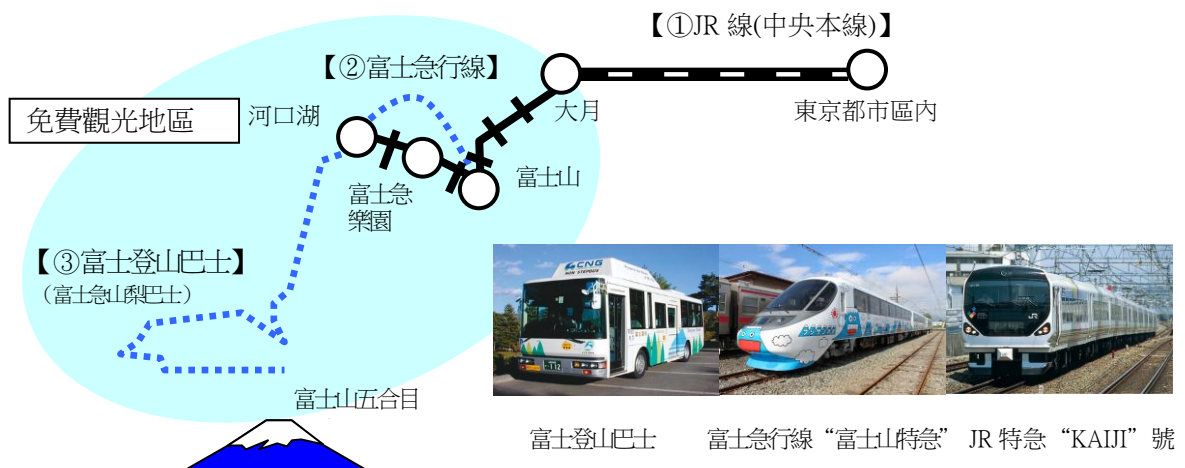 【①JR 線(中央本線)】
【②富士急行線】
大月
東京都市區內
免費觀光地區
河口湖
富士山
富士急
樂園
【③富士登山巴士】
（富士急山梨巴士）
CNG
NON STEPBUS
JR
富士山五合目
富士登山巴士
富士急行線“富士山特急”
JR 特急“KAIJI”號